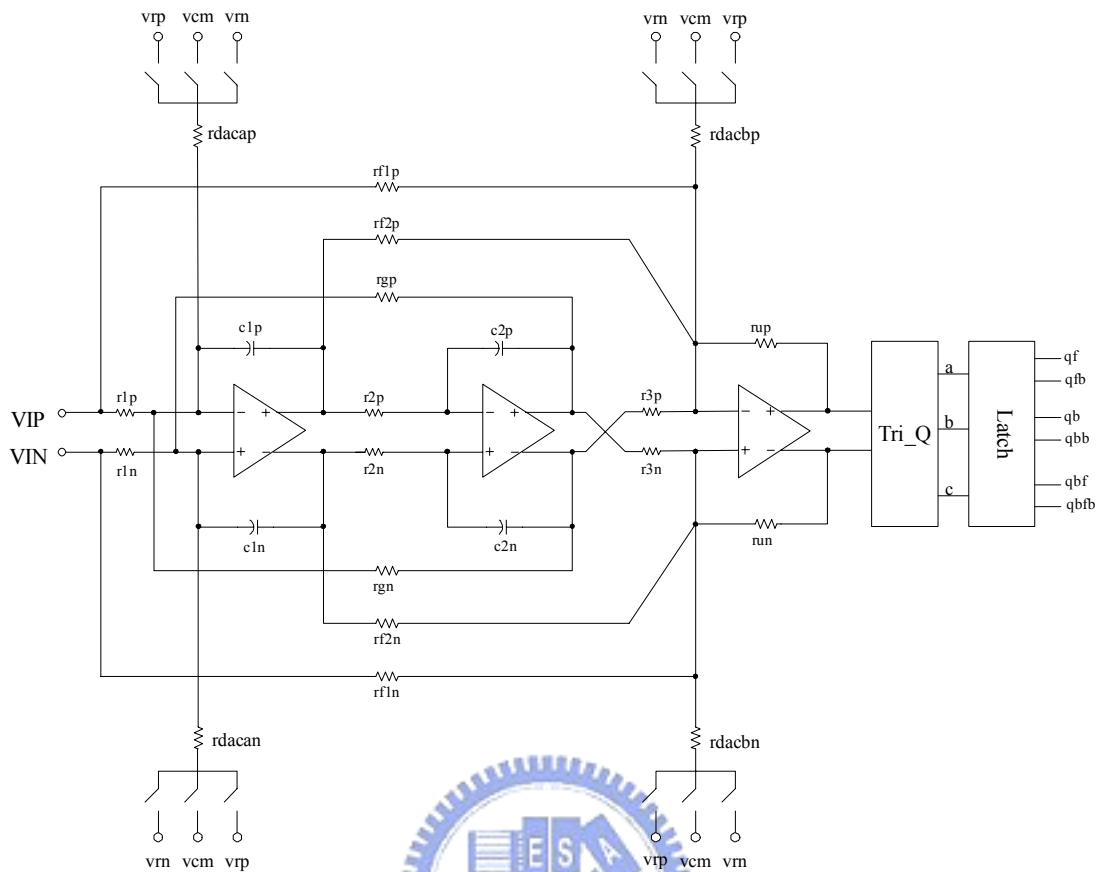 vrp vcm vrn
vrn vcm vrp
rdacap
rdacbp
rf1p
rf2p
rgp
c1p
c2p
rup
r1p
r2p
r3p
VIP
VIN
r1n
r2n
r3n
- +
+ -
- +
+ -
- +
+ -
Tri_Q
a
b
c
Latch
qf
qfb
qb
qbb
qbf
qbfb
c1n
c2n
run
rgn
rf2n
rf1n
rdacan
rdacbn
vrn vcm vrp
vrp vcm vrn
E S A